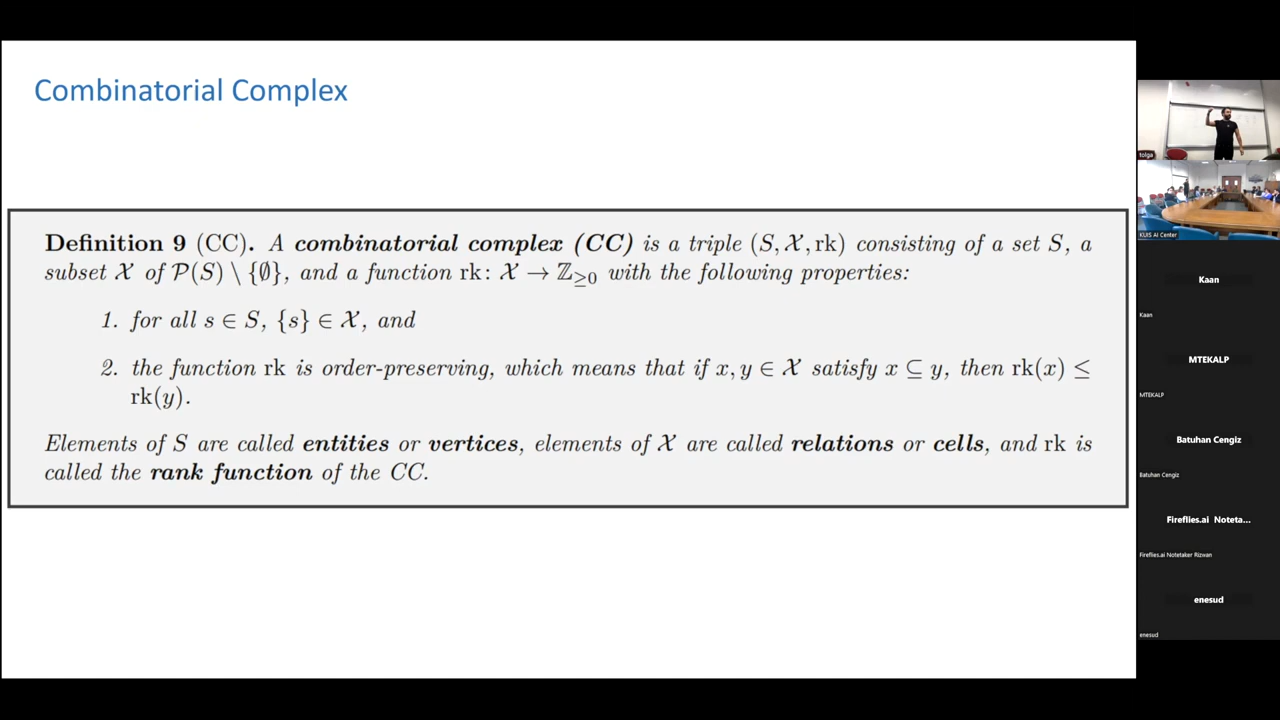 Combinatorial Complex
Definition 9 (CC). A combinatorial complex (CC) is a triple (S, 𝒳, rk) consisting of a set S, a
subset 𝒳 of 𝒫(S) \ {∅}, and a function rk: 𝒳 → ℤ≥0 with the following properties:
1. for all s ∈ S, {s} ∈ 𝒳, and
2. the function rk is order-preserving, which means that if x, y ∈ 𝒳 satisfy x ⊆ y, then rk(x) ≤
rk(y).
Elements of S are called entities or vertices, elements of 𝒳 are called relations or cells, and rk is
called the rank function of the CC.
tolga
KUIS AI Center
Kaan
Kaan
MTEKALP
MTEKALP
Batuhan Cengiz
Batuhan Cengiz
Fireflies.ai Noteta...
Fireflies.ai Notetaker Rizwan
enesud
enesud